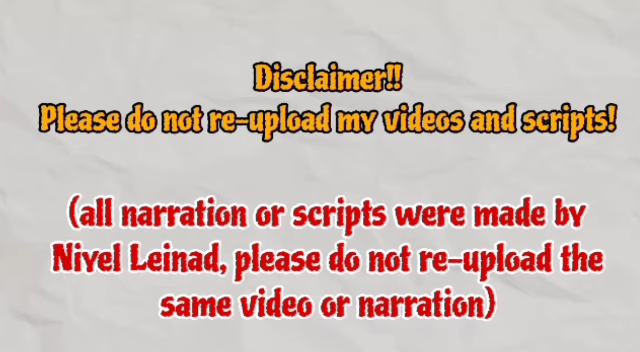 Disclaimer!!
Please do not re-upload my videos and scripts!
(all narration or scripts were made by
Nivel Leinad, please do not re-upload the
same video or narration)